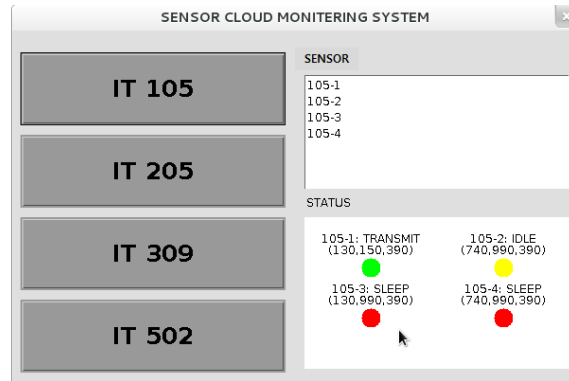 SENSOR CLOUD MONITERING SYSTEM
IT 105
IT 205
IT 309
IT 502
SENSOR
105-1
105-2
105-3
105-4
STATUS
105-1: TRANSMIT
(130,150,390)
105-2: IDLE
(740,990,390)
105-3: SLEEP
(130,990,390)
105-4: SLEEP
(740,990,390)